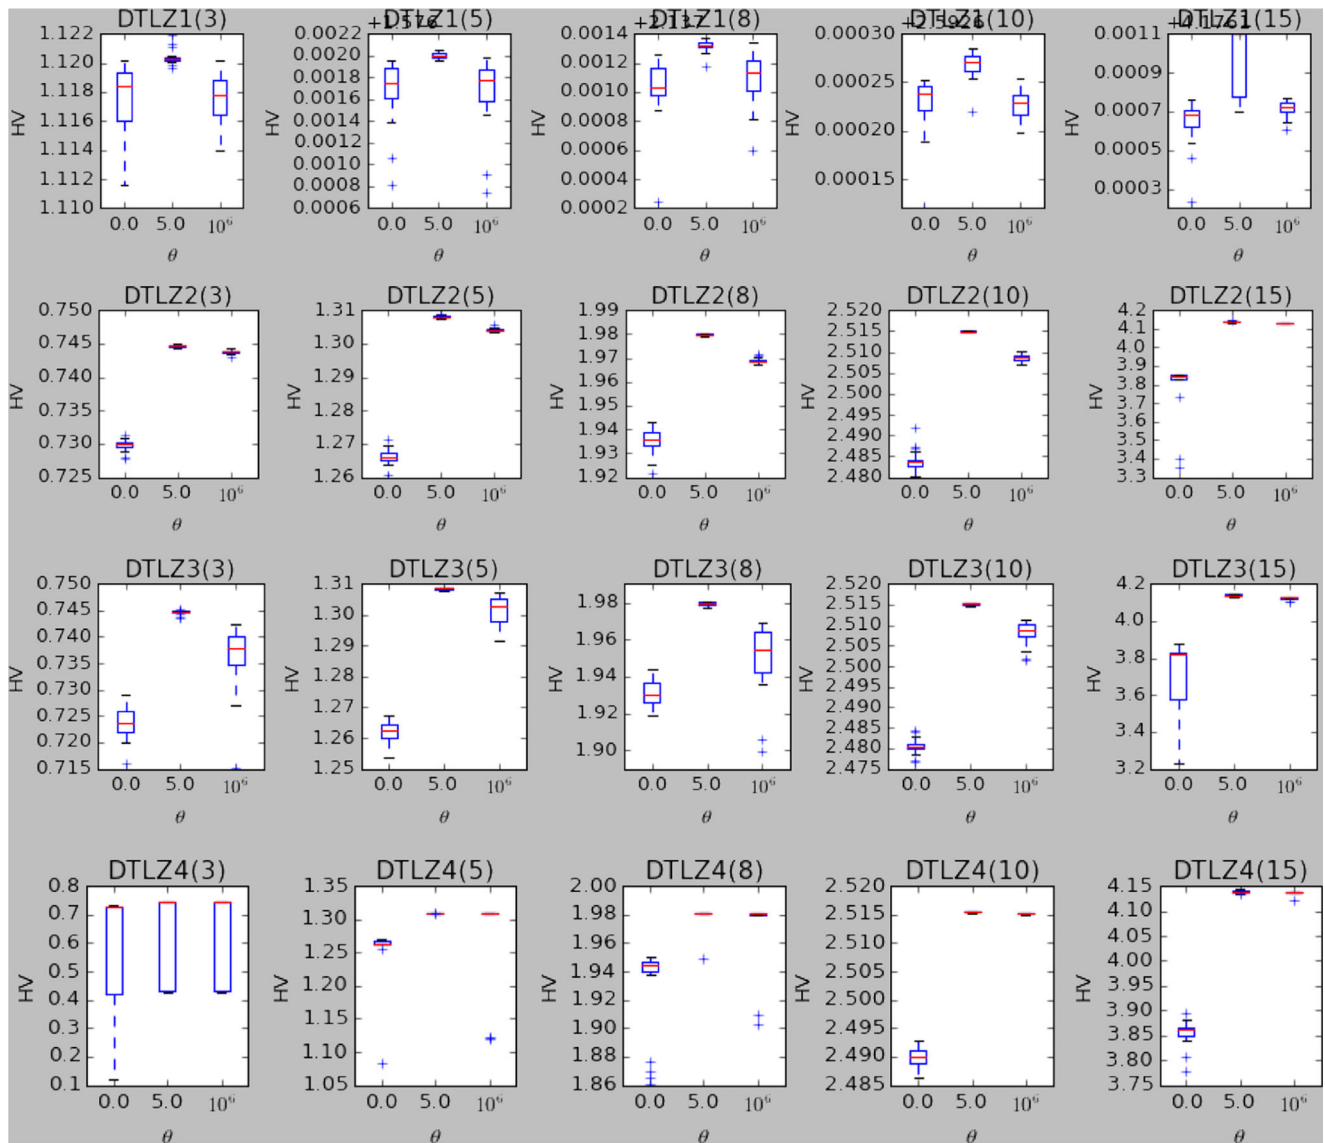 DTLZ1(3)
1.122
1.120
1.118
1.116
1.114
1.112
1.110
HV
0.0 5.0 10⁶
θ
DTLZ1(5)
+1.576
0.0022
0.0020
0.0018
0.0016
0.0014
0.0012
0.0010
0.0008
0.0006
HV
0.0 5.0 10⁶
θ
DTLZ1(8)
+2.137
0.0014
0.0012
0.0010
0.0008
0.0006
0.0004
0.0002
HV
0.0 5.0 10⁶
θ
DTLZ1(10)
+2.5926
0.00030
0.00025
0.00020
0.00015
HV
0.0 5.0 10⁶
θ
DTLZ1(15)
+4.1761
0.0011
0.0009
0.0007
0.0005
0.0003
HV
0.0 5.0 10⁶
θ
DTLZ2(3)
0.750
0.745
0.740
0.735
0.730
0.725
HV
0.0 5.0 10⁶
θ
DTLZ2(5)
1.31
1.30
1.29
1.28
1.27
1.26
HV
0.0 5.0 10⁶
θ
DTLZ2(8)
1.99
1.98
1.97
1.96
1.95
1.94
1.93
1.92
HV
0.0 5.0 10⁶
θ
DTLZ2(10)
2.520
2.515
2.510
2.505
2.500
2.495
2.490
2.485
2.480
HV
0.0 5.0 10⁶
θ
DTLZ2(15)
4.2
4.1
4.0
3.9
3.8
3.7
3.6
3.5
3.4
3.3
HV
0.0 5.0 10⁶
θ
DTLZ3(3)
0.750
0.745
0.740
0.735
0.730
0.725
0.720
0.715
HV
0.0 5.0 10⁶
θ
DTLZ3(5)
1.31
1.30
1.29
1.28
1.27
1.26
1.25
HV
0.0 5.0 10⁶
θ
DTLZ3(8)
1.98
1.96
1.94
1.92
1.90
HV
0.0 5.0 10⁶
θ
DTLZ3(10)
2.520
2.515
2.510
2.505
2.500
2.495
2.490
2.485
2.480
2.475
HV
0.0 5.0 10⁶
θ
DTLZ3(15)
4.2
4.0
3.8
3.6
3.4
3.2
HV
0.0 5.0 10⁶
θ
DTLZ4(3)
0.8
0.7
0.6
0.5
0.4
0.3
0.2
0.1
HV
0.0 5.0 10⁶
θ
DTLZ4(5)
1.35
1.30
1.25
1.20
1.15
1.10
1.05
HV
0.0 5.0 10⁶
θ
DTLZ4(8)
2.00
1.98
1.96
1.94
1.92
1.90
1.88
1.86
HV
0.0 5.0 10⁶
θ
DTLZ4(10)
2.520
2.515
2.510
2.505
2.500
2.495
2.490
2.485
HV
0.0 5.0 10⁶
θ
DTLZ4(15)
4.15
4.10
4.05
4.00
3.95
3.90
3.85
3.80
3.75
HV
0.0 5.0 10⁶
θ